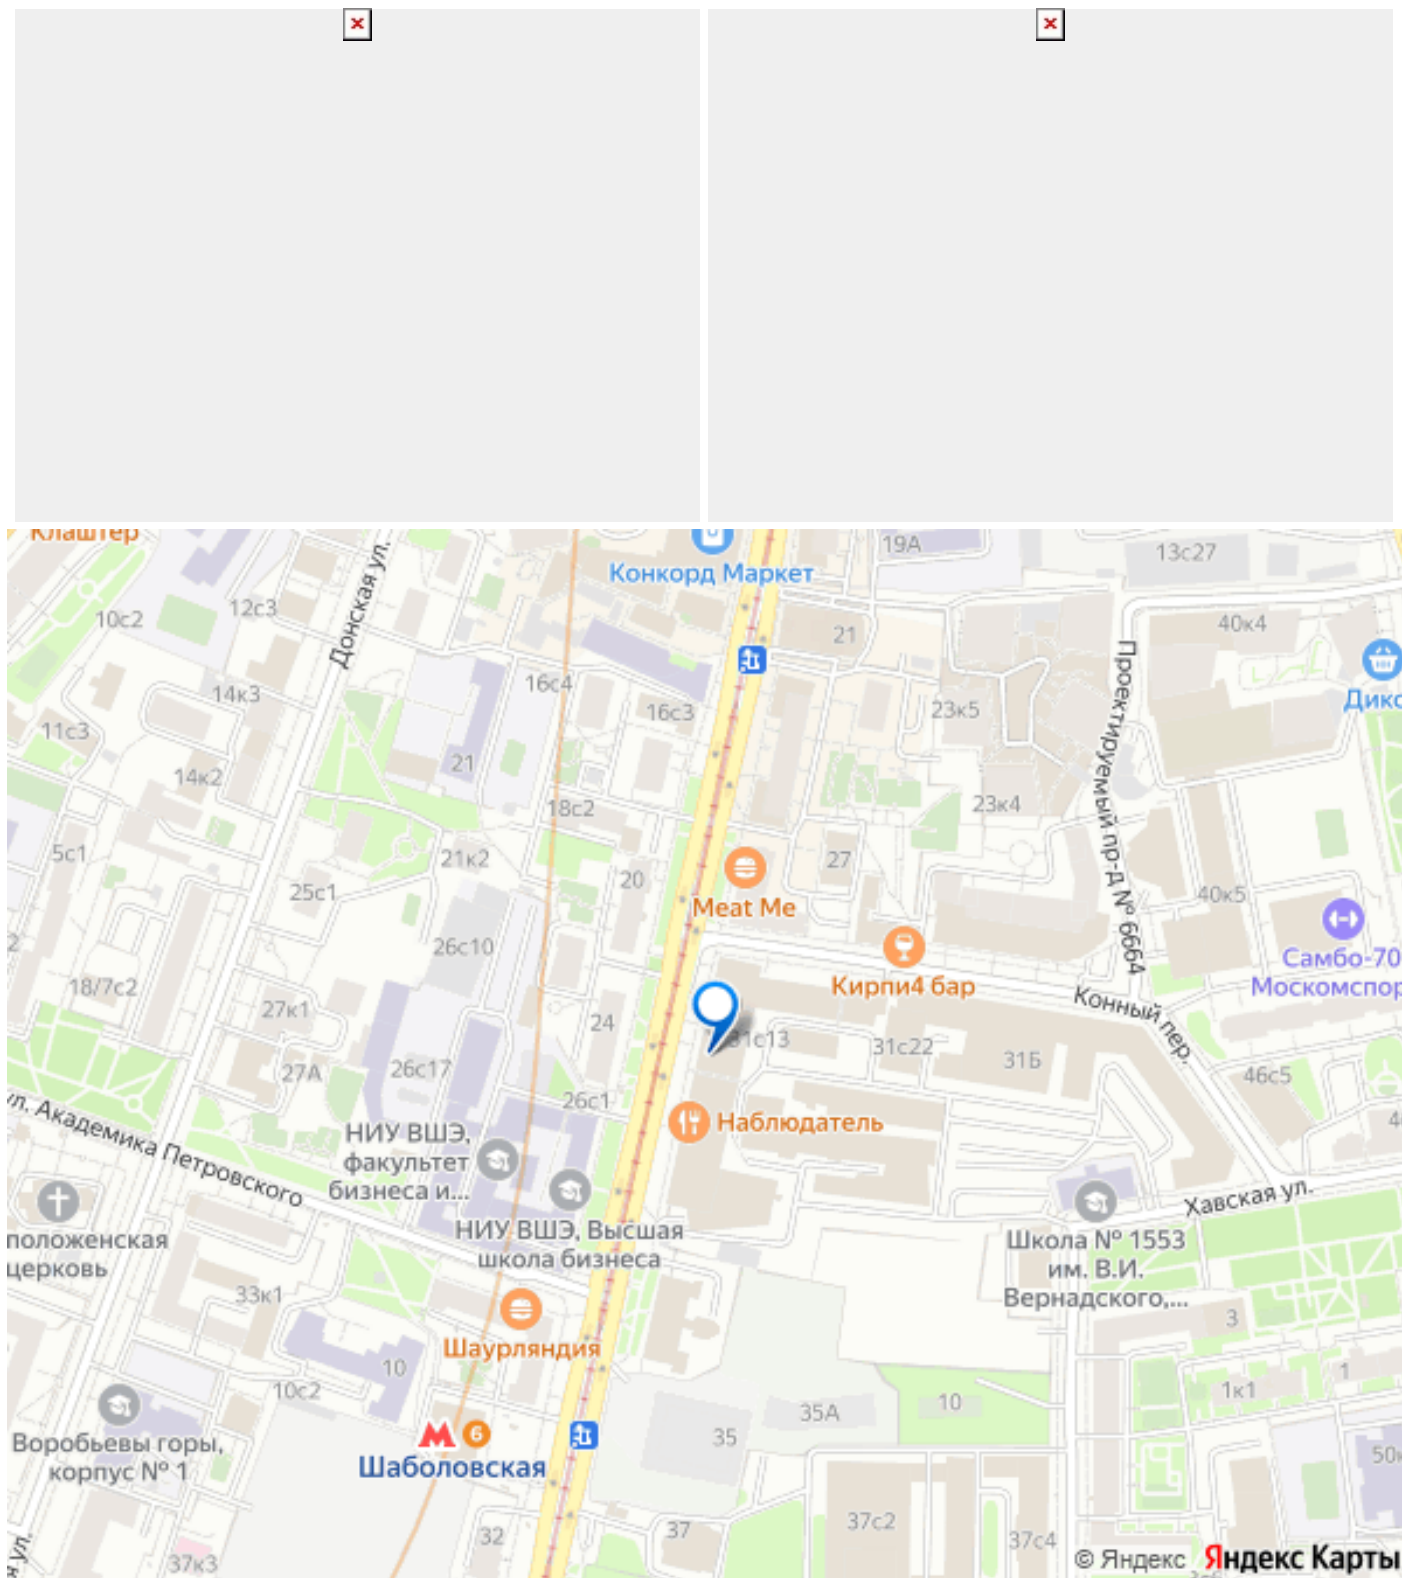 Клаштер
Донская ул.
Конкорд Маркет
19А
13с27
10с2
12с3
21
40к4
Проектируемый пр-д № 6664
14к3
16с4
16с3
23к5
11с3
14к2
21
18с2
23к4
5с1
21к2
20
27
25с1
40к5
Meat Me
26с10
Кирпи4 бар
Самбо-70
Москомспор
18/7с2
27к1
24
Конный пер.
31с13
31с22
31Б
27А
26с17
46с5
26с1
ул. Академика Петровского
НИУ ВШЭ,
факультет
бизнеса и...
Наблюдатель
НИУ ВШЭ, Высшая
школа бизнеса
Хавская ул.
Школа № 1553
им. В.И.
Вернадского,...
положенская
церковь
33к1
3
Шаурляндия
10
10с2
1
1к1
10
35А
35
Воробьевы горы,
корпус № 1
М 6
Шаболовская
32
37
37с2
37с4
37к3
© Яндекс Яндекс Карты